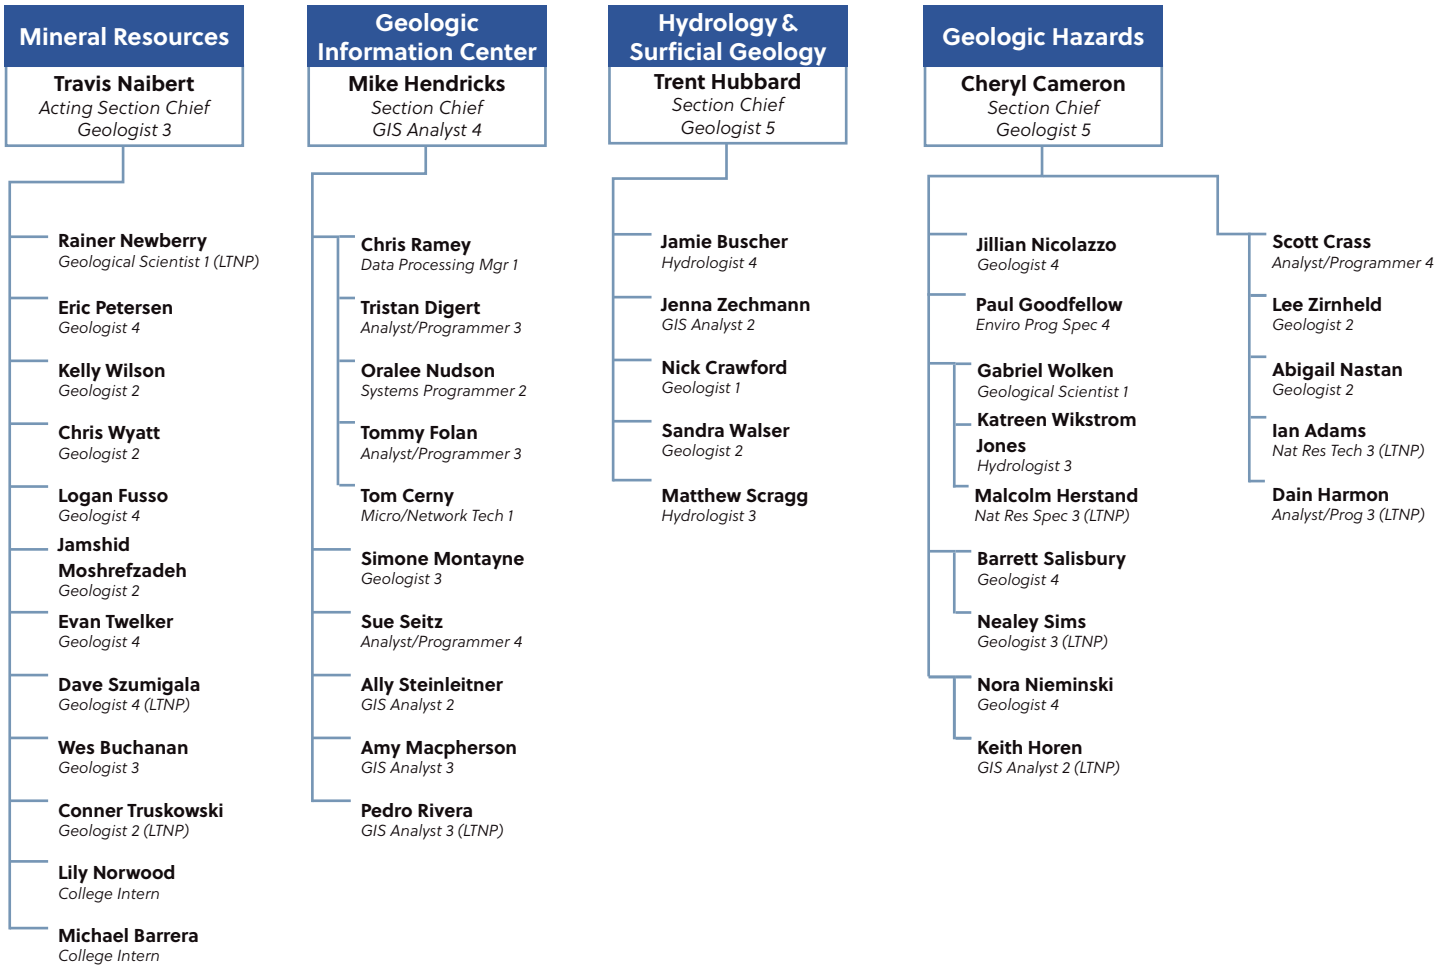 Mineral Resources
Travis Naibert
Acting Section Chief
Geologist 3
Rainer Newberry
Geological Scientist 1 (LTNP)
Eric Petersen
Geologist 4
Kelly Wilson
Geologist 2
Chris Wyatt
Geologist 2
Logan Fusso
Geologist 4
Jamshid
Moshrefzadeh
Geologist 2
Evan Twelker
Geologist 4
Dave Szumigala
Geologist 4 (LTNP)
Wes Buchanan
Geologist 3
Conner Truskowski
Geologist 2 (LTNP)
Lily Norwood
College Intern
Michael Barrera
College Intern
Geologic
Information Center
Mike Hendricks
Section Chief
GIS Analyst 4
Chris Ramey
Data Processing Mgr 1
Tristan Digert
Analyst/Programmer 3
Oralee Nudson
Systems Programmer 2
Tommy Folan
Analyst/Programmer 3
Tom Cerny
Micro/Network Tech 1
Simone Montayne
Geologist 3
Sue Seitz
Analyst/Programmer 4
Ally Steinleitner
GIS Analyst 2
Amy Macpherson
GIS Analyst 3
Pedro Rivera
GIS Analyst 3 (LTNP)
Hydrology &
Surficial Geology
Trent Hubbard
Section Chief
Geologist 5
Jamie Buscher
Hydrologist 4
Jenna Zechmann
GIS Analyst 2
Nick Crawford
Geologist 1
Sandra Walser
Geologist 2
Matthew Scragg
Hydrologist 3
Geologic Hazards
Cheryl Cameron
Section Chief
Geologist 5
Jillian Nicolazzo
Geologist 4
Paul Goodfellow
Enviro Prog Spec 4
Gabriel Wolken
Geological Scientist 1
Katreen Wikstrom
Jones
Hydrologist 3
Malcolm Herstand
Nat Res Spec 3 (LTNP)
Barrett Salisbury
Geologist 4
Nealey Sims
Geologist 3 (LTNP)
Nora Nieminski
Geologist 4
Keith Horen
GIS Analyst 2 (LTNP)
Scott Crass
Analyst/Programmer 4
Lee Zirnheld
Geologist 2
Abigail Nastan
Geologist 2
Ian Adams
Nat Res Tech 3 (LTNP)
Dain Harmon
Analyst/Prog 3 (LTNP)